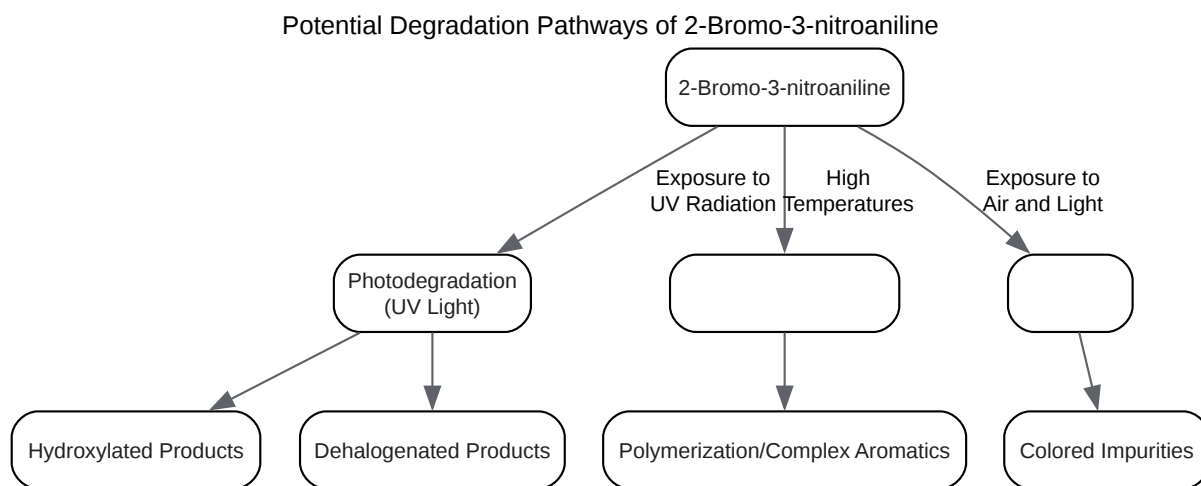 Potential Degradation Pathways of 2-Bromo-3-nitroaniline
2-Bromo-3-nitroaniline
Exposure to
UV Radiation
High
Temperatures
Exposure to
Air and Light
Photodegradation
(UV Light)
Hydroxylated Products
Dehalogenated Products
Polymerization/Complex Aromatics
Colored Impurities